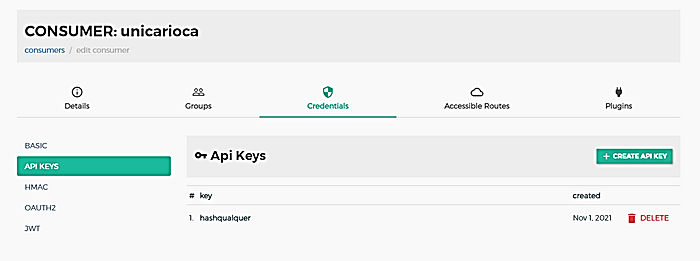 CONSUMER: unicarioca
consumers / edit consumer
Details Groups Credentials Accessible Routes Plugins
BASIC
API KEYS
HMAC
OAUTH2
JWT
Api Keys
+ CREATE API KEY
# key created
1. hashqualquer Nov 1, 2021 DELETE